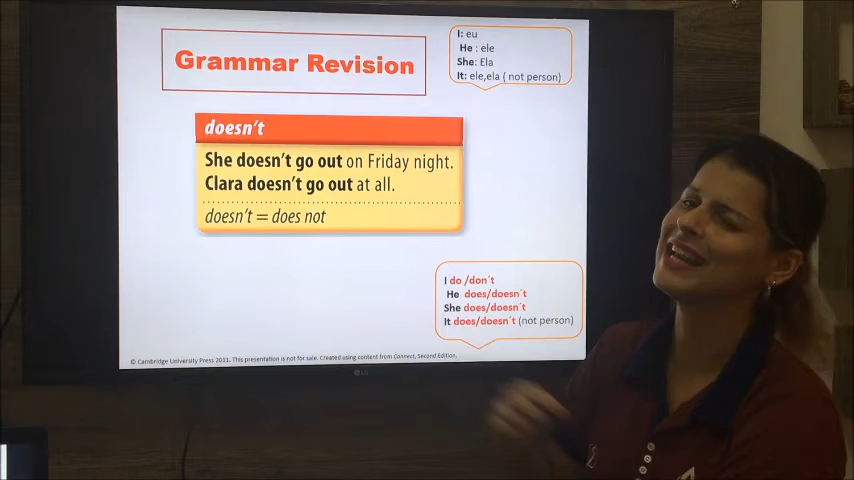 Grammar Revision
I: eu
He : ele
She: Ela
It: ele,ela ( not person)
doesn't
She doesn't go out on Friday night.
Clara doesn't go out at all.
doesn't = does not
I do /don´t
He does/doesn´t
She does/doesn´t
It does/doesn´t (not person)
© Cambridge University Press 2011. This presentation is not for sale. Created using content from Connect, Second Edition.
LG